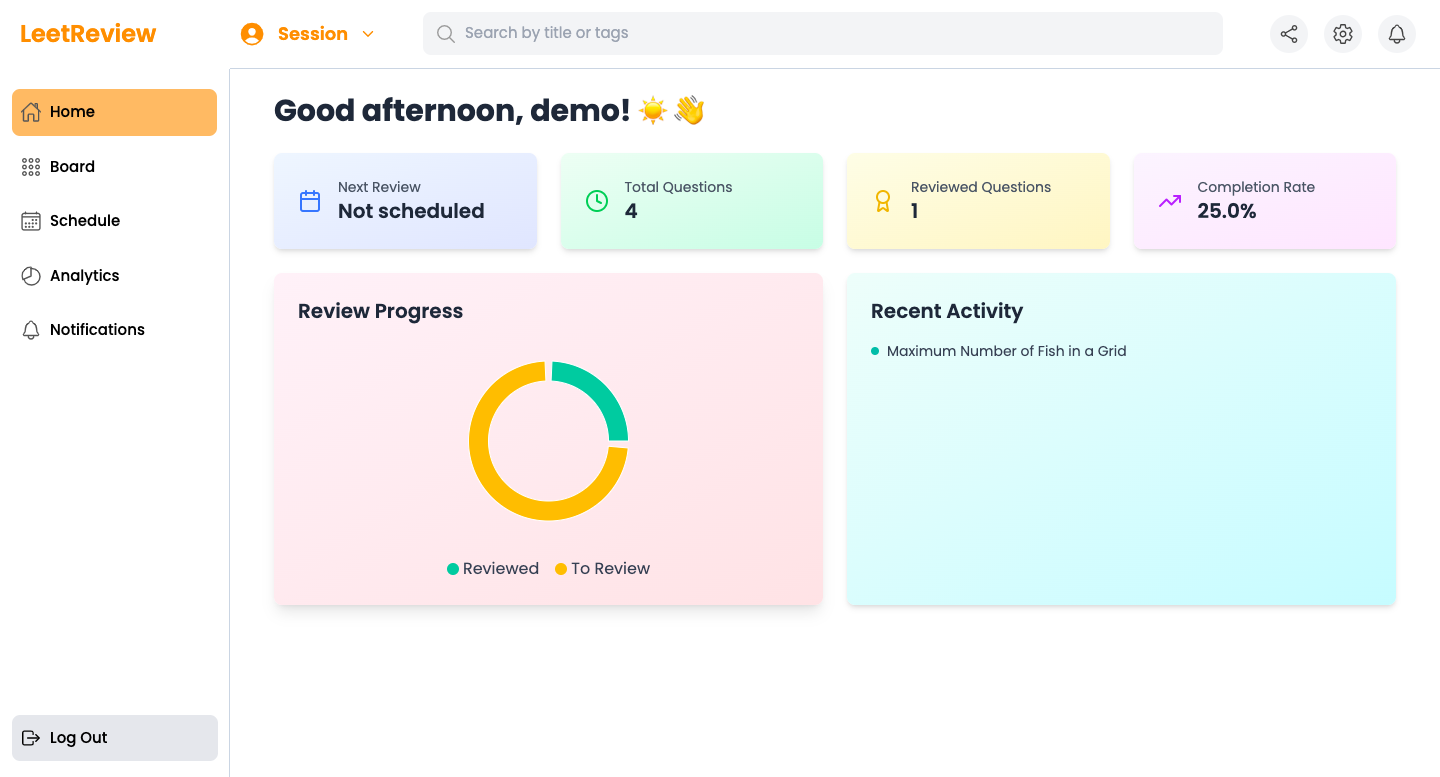 LeetReview
Session
Search by title or tags
Home
Board
Schedule
Analytics
Notifications
Log Out
Good afternoon, demo! ☀️👋
Next Review
Not scheduled
Total Questions
4
Reviewed Questions
1
Completion Rate
25.0%
Review Progress
Reviewed
To Review
Recent Activity
Maximum Number of Fish in a Grid